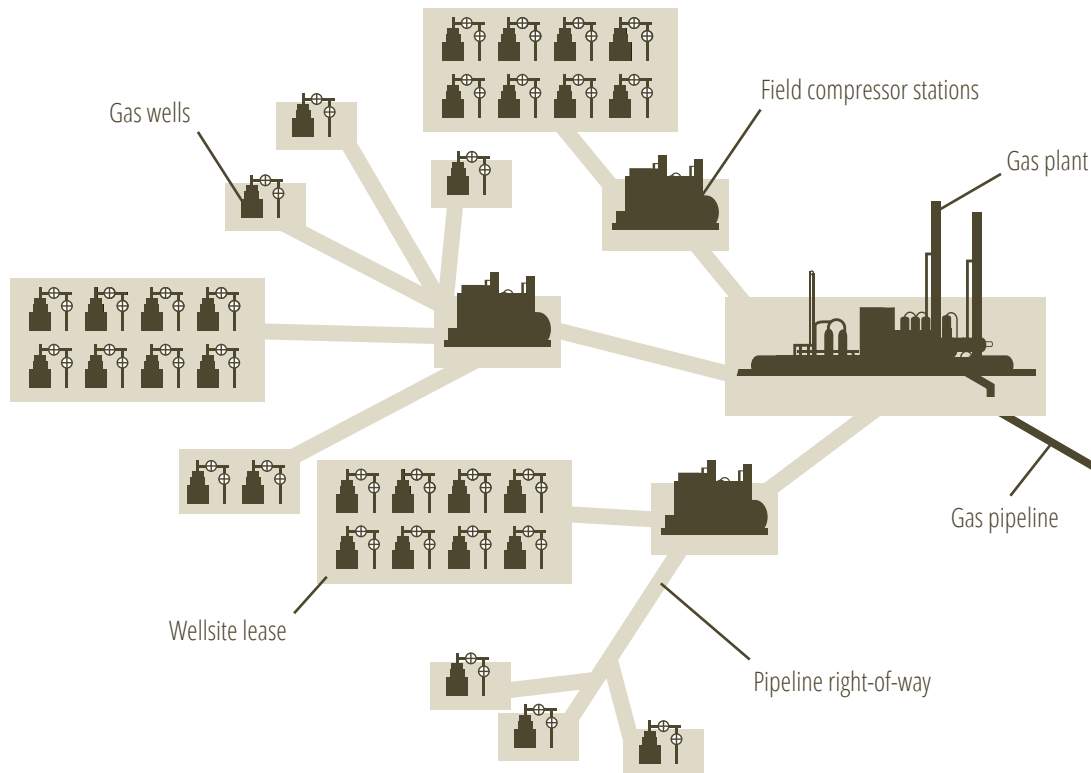 Field compressor stations
Gas wells
Gas plant
Gas pipeline
Wellsite lease
Pipeline right-of-way